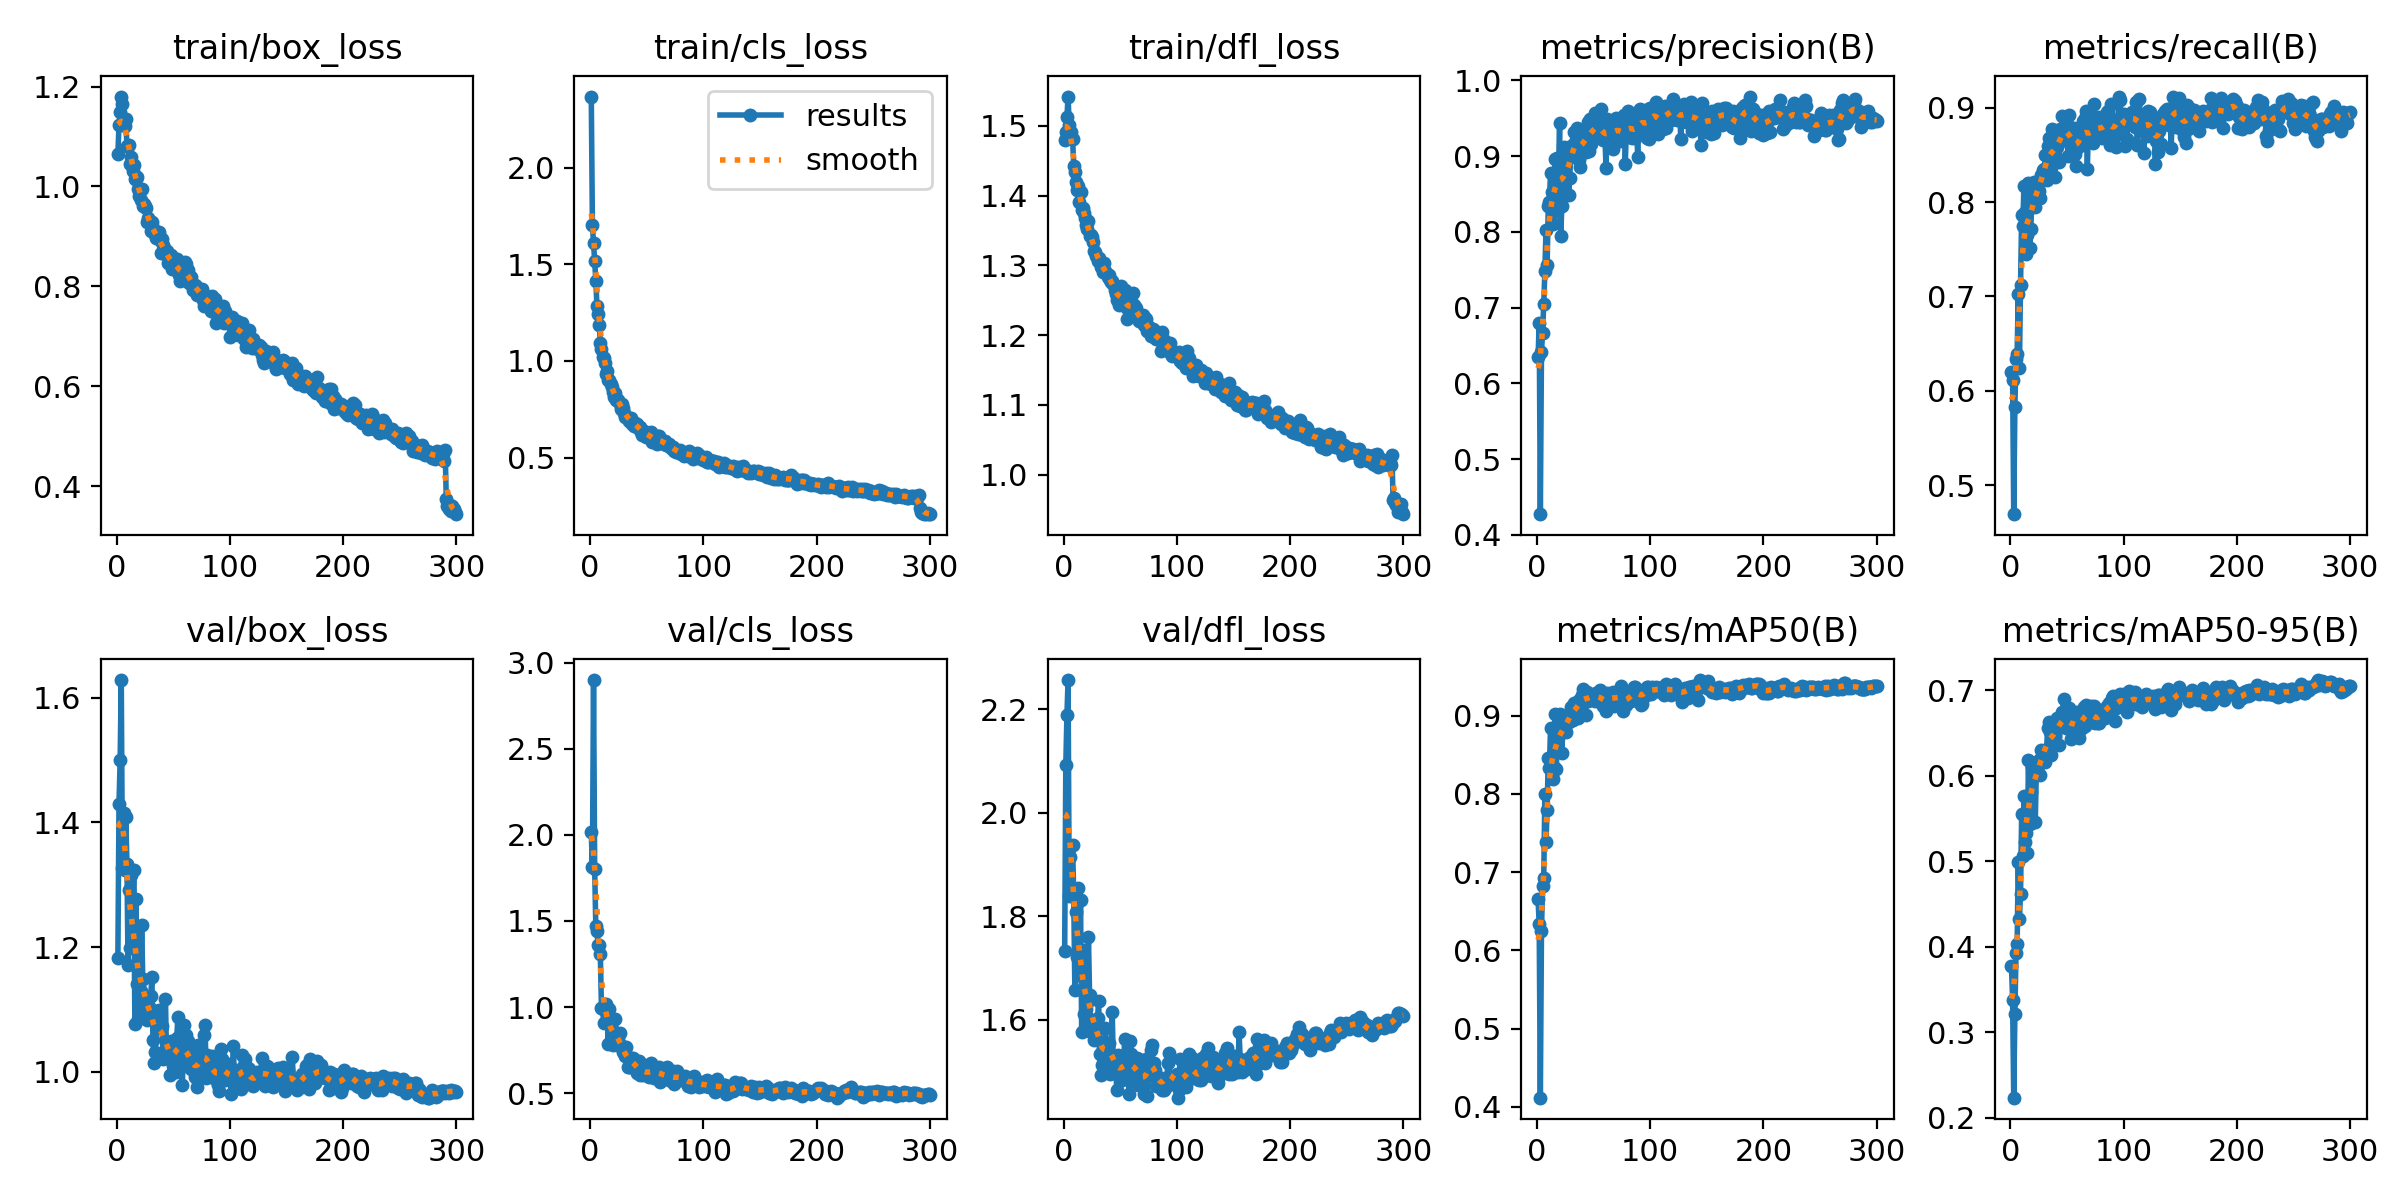 train/box_loss
1.2
1.0
0.8
0.6
0.4
0 100 200 300
train/cls_loss
results
smooth
2.0
1.5
1.0
0.5
0 100 200 300
train/dfl_loss
1.5
1.4
1.3
1.2
1.1
1.0
0 100 200 300
metrics/precision(B)
1.0
0.9
0.8
0.7
0.6
0.5
0.4
0 100 200 300
metrics/recall(B)
0.9
0.8
0.7
0.6
0.5
0 100 200 300
val/box_loss
1.6
1.4
1.2
1.0
0 100 200 300
val/cls_loss
3.0
2.5
2.0
1.5
1.0
0.5
0 100 200 300
val/dfl_loss
2.2
2.0
1.8
1.6
0 100 200 300
metrics/mAP50(B)
0.9
0.8
0.7
0.6
0.5
0.4
0 100 200 300
metrics/mAP50-95(B)
0.7
0.6
0.5
0.4
0.3
0.2
0 100 200 300